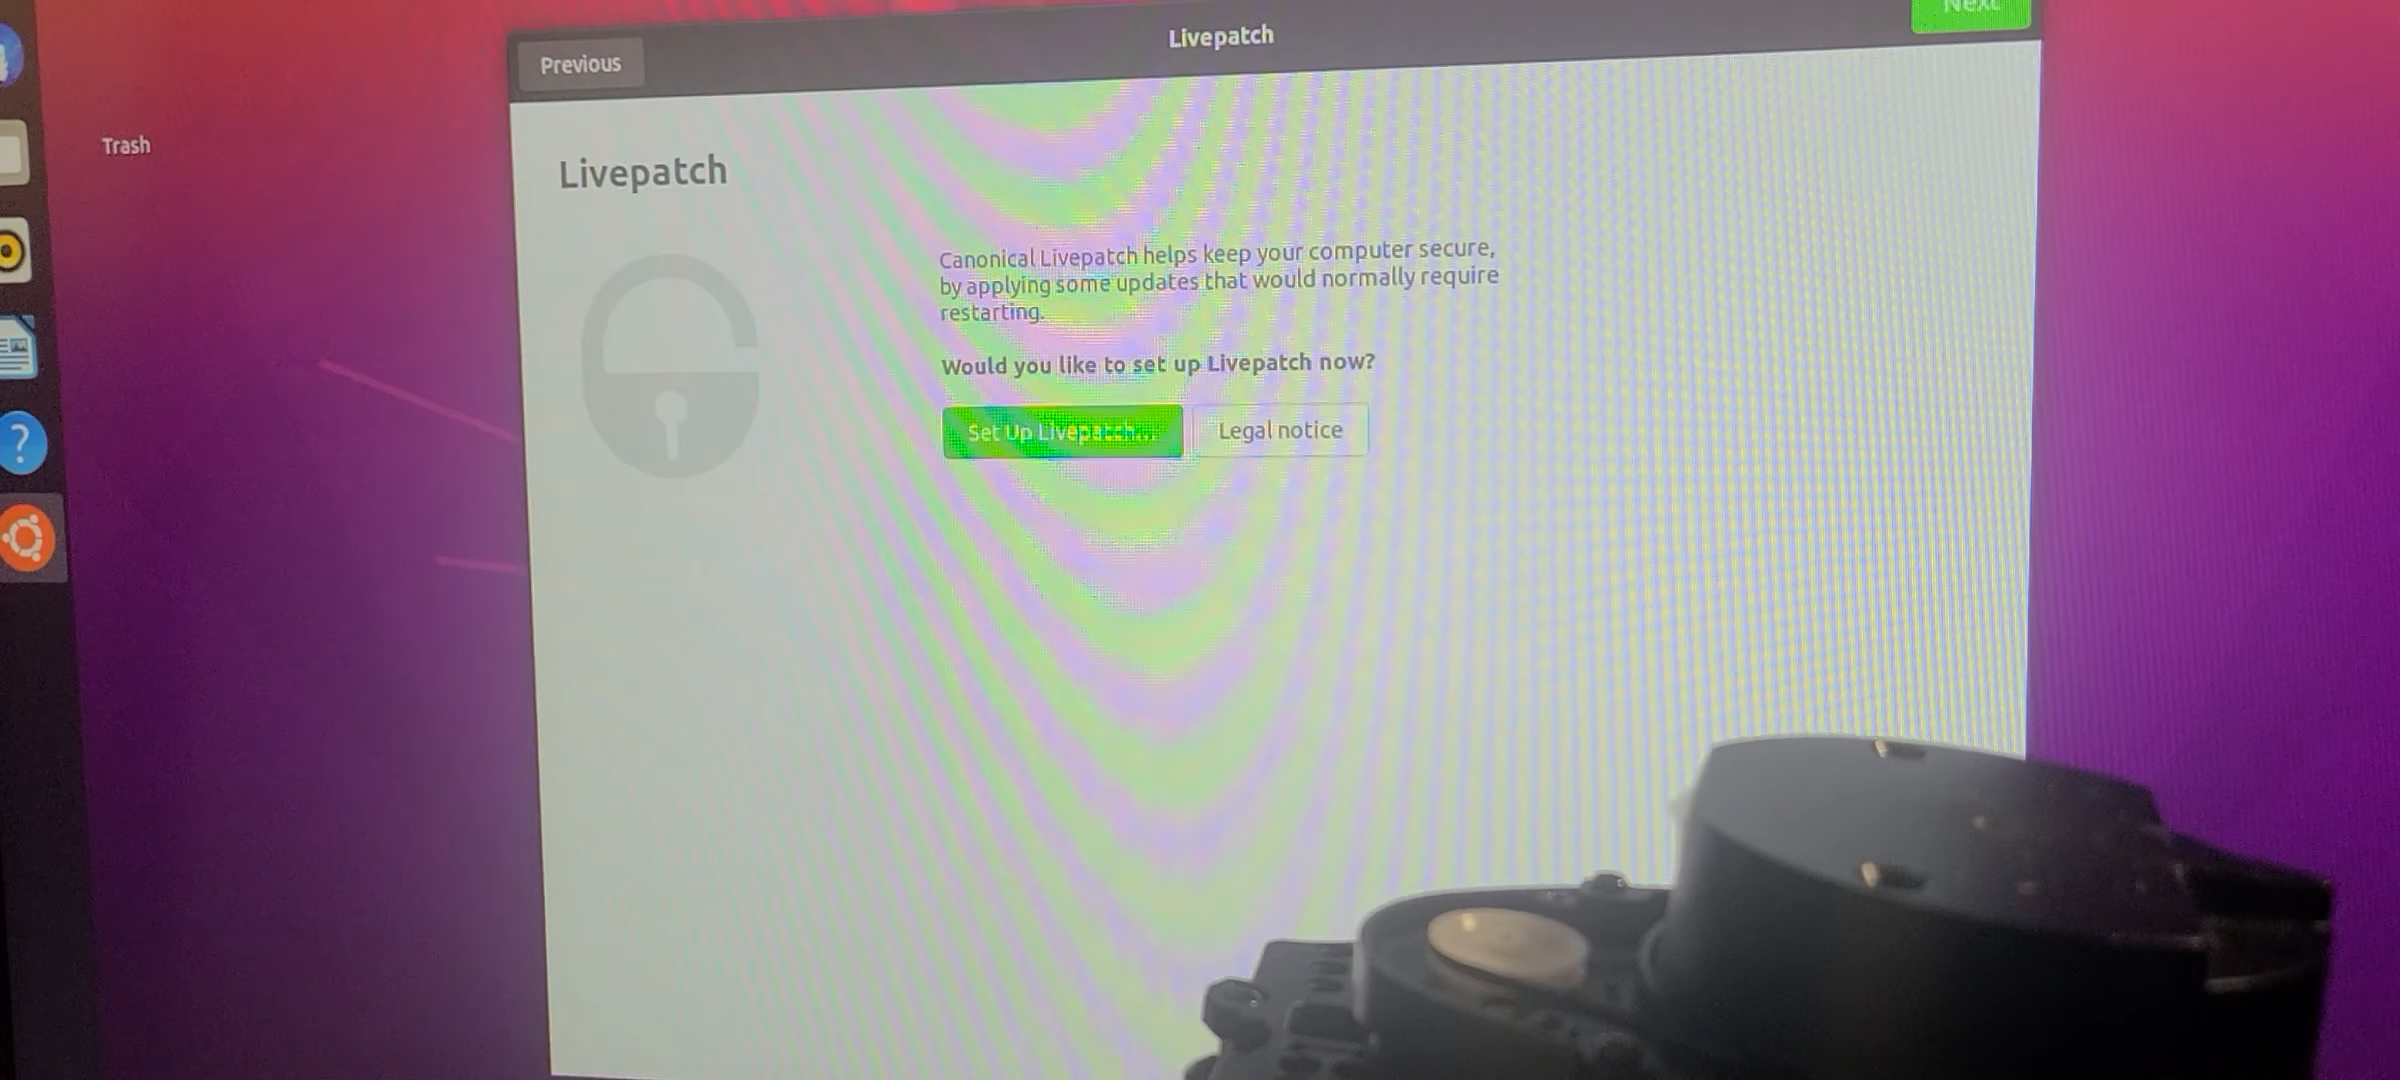 Next
Livepatch
Previous
Trash
Livepatch
Canonical Livepatch helps keep your computer secure,
by applying some updates that would normally require
restarting.
Would you like to set up Livepatch now?
Set Up Livepatch...
Legal notice